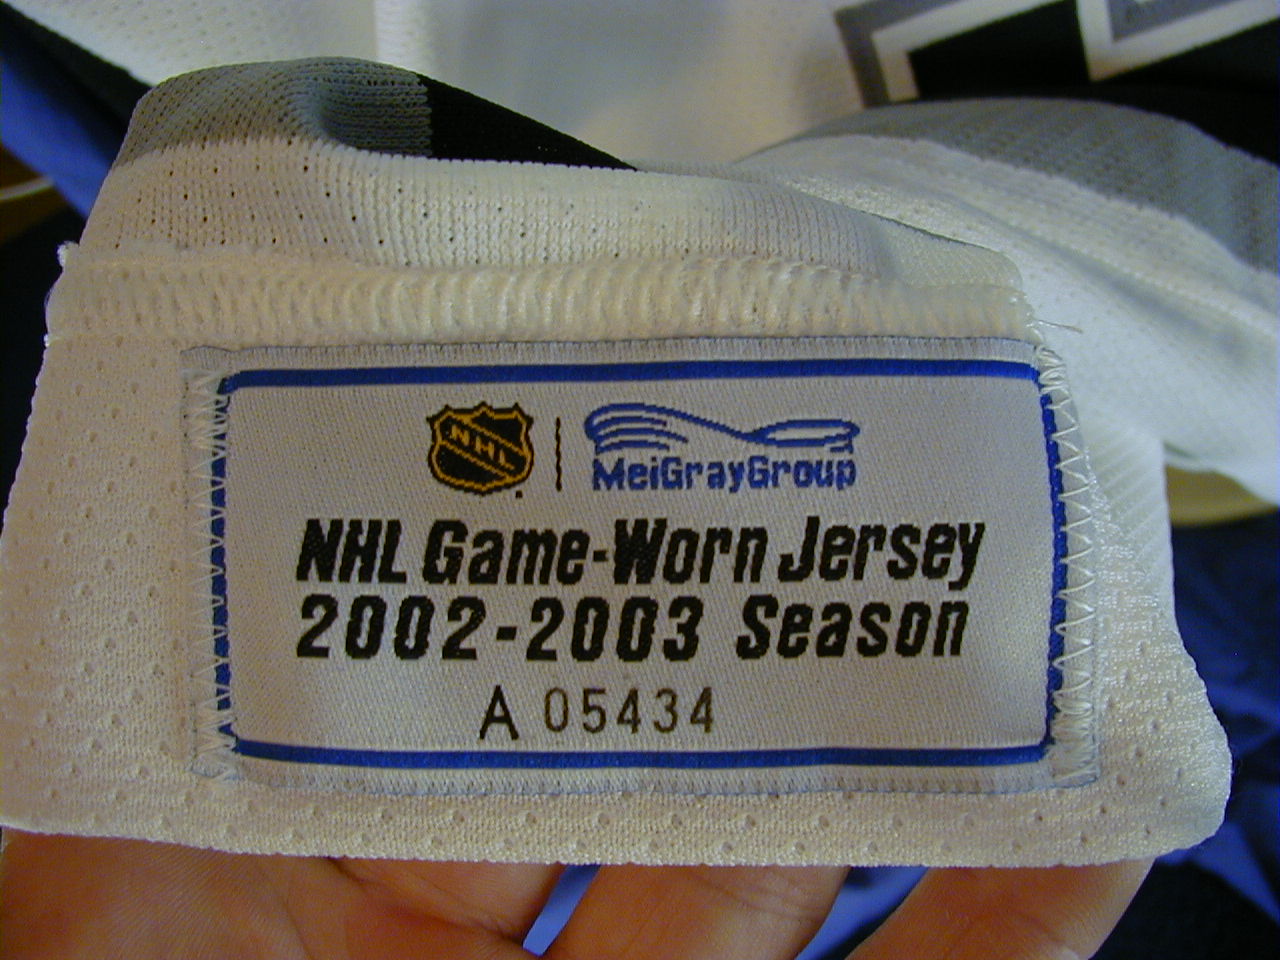 NHL MeiGrayGroup
NHL Game-Worn Jersey
2002-2003 Season
A 05434